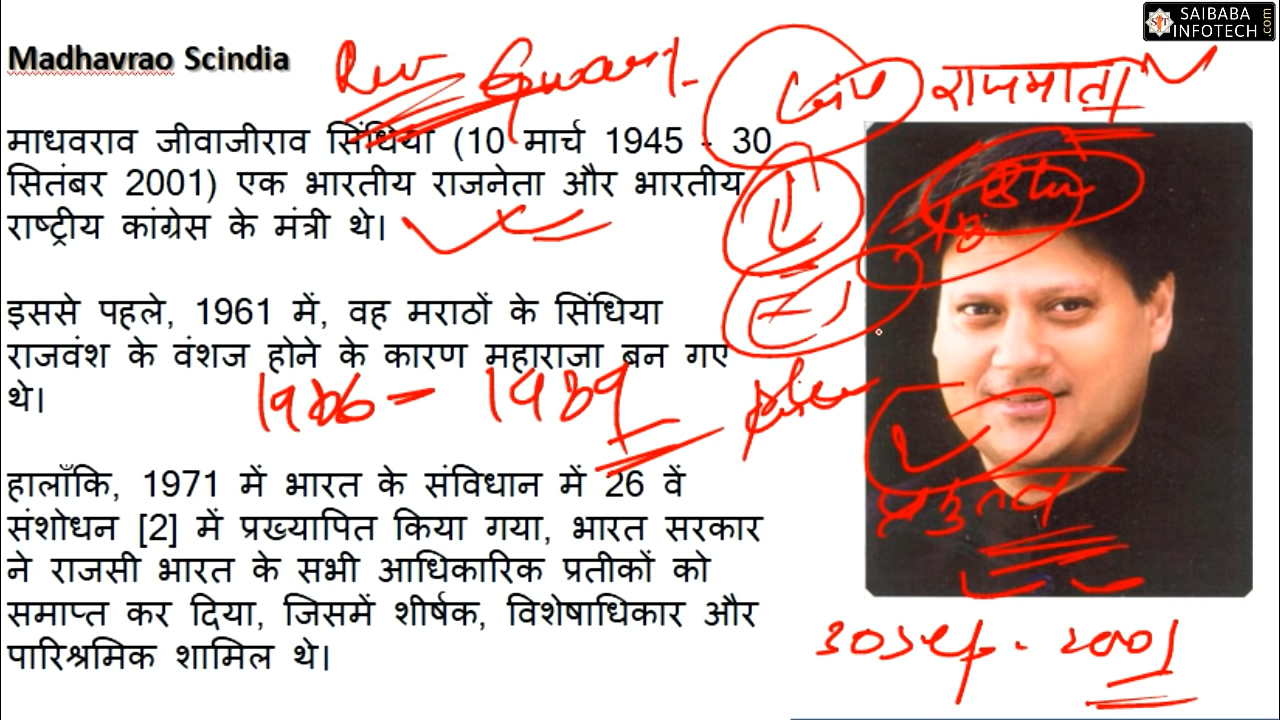 SAIBABA
INFOTECH.com
Madhavrao Scindia
राजमाता
माधवराव जीवाजीराव सिंधिया (10 मार्च 1945 - 30
सितंबर 2001) एक भारतीय राजनेता और भारतीय
राष्ट्रीय कांग्रेस के मंत्री थे।
इससे पहले, 1961 में, वह मराठों के सिंधिया
राजवंश के वंशज होने के कारण महाराजा बन गए
थे।
हालाँकि, 1971 में भारत के संविधान में 26 वें
संशोधन [2] में प्रख्यापित किया गया, भारत सरकार
ने राजसी भारत के सभी आधिकारिक प्रतीकों को
समाप्त कर दिया, जिसमें शीर्षक, विशेषाधिकार और
पारिश्रमिक शामिल थे।
30 Sep. 2001